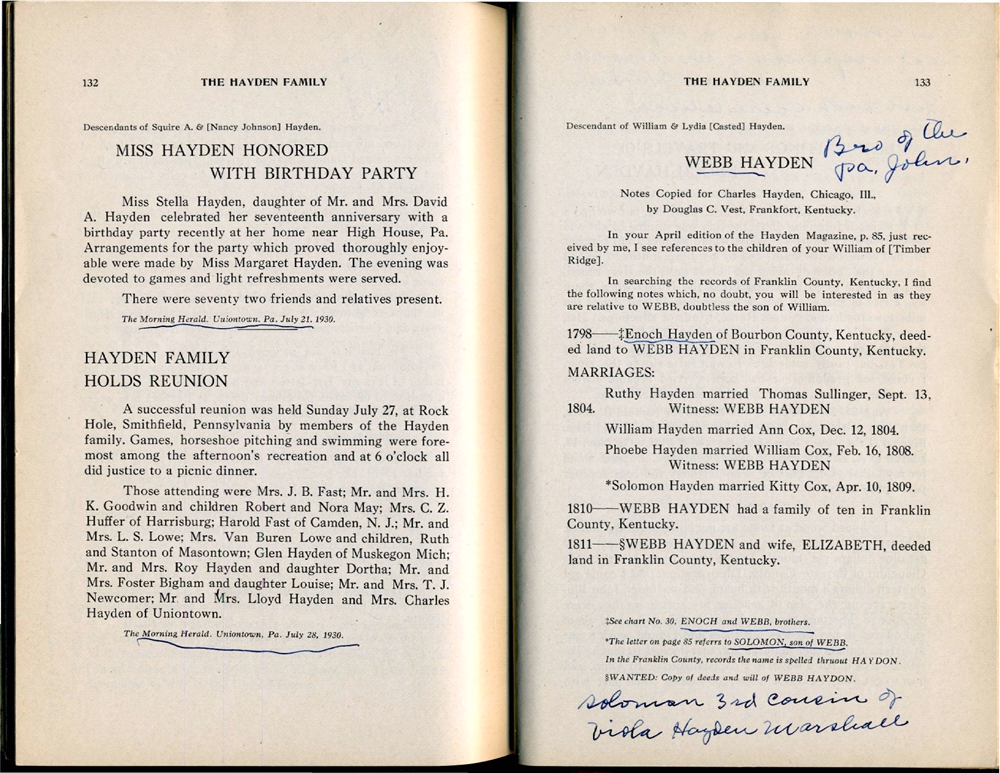 132
THE HAYDEN FAMILY
Descendants of Squire A. & [Nancy Johnson] Hayden.
MISS HAYDEN HONORED
WITH BIRTHDAY PARTY
Miss Stella Hayden, daughter of Mr. and Mrs. David
A. Hayden celebrated her seventeenth anniversary with a
birthday party recently at her home near High House, Pa.
Arrangements for the party which proved thoroughly enjoy-
able were made by Miss Margaret Hayden. The evening was
devoted to games and light refreshments were served.
There were seventy two friends and relatives present.
The Morning Herald. Uniontown. Pa. July 21. 1930.
HAYDEN FAMILY
HOLDS REUNION
A successful reunion was held Sunday July 27, at Rock
Hole, Smithfield, Pennsylvania by members of the Hayden
family. Games, horseshoe pitching and swimming were fore-
most among the afternoon's recreation and at 6 o'clock all
did justice to a picnic dinner.
Those attending were Mrs. J. B. Fast; Mr. and Mrs. H.
K. Goodwin and children Robert and Nora May; Mrs. C. Z.
Huffer of Harrisburg; Harold Fast of Camden, N. J.; Mr. and
Mrs. L. S. Lowe; Mrs. Van Buren Lowe and children, Ruth
and Stanton of Masontown; Glen Hayden of Muskegon Mich;
Mr. and Mrs. Roy Hayden and daughter Dortha; Mr. and
Mrs. Foster Bigham and daughter Louise; Mr. and Mrs. T. J.
Newcomer; Mr and Mrs. Lloyd Hayden and Mrs. Charles
Hayden of Uniontown.
The Morning Herald. Uniontown, Pa. July 28, 1930.
THE HAYDEN FAMILY
133
Descendant of William & Lydia [Casted] Hayden.
WEBB HAYDEN
Bro of the
pa. John.
Notes Copied for Charles Hayden, Chicago, Ill.,
by Douglas C. Vest, Frankfort, Kentucky.
In your April edition of the Hayden Magazine, p. 85, just rec-
eived by me, I see references to the children of your William of [Timber
Ridge].
In searching the records of Franklin County, Kentucky, I find
the following notes which, no doubt, you will be interested in as they
are relative to WEBB, doubtless the son of William.
1798——‡Enoch Hayden of Bourbon County, Kentucky, deed-
ed land to WEBB HAYDEN in Franklin County, Kentucky.
MARRIAGES:
Ruthy Hayden married Thomas Sullinger, Sept. 13,
1804. Witness: WEBB HAYDEN
William Hayden married Ann Cox, Dec. 12, 1804.
Phoebe Hayden married William Cox, Feb. 16, 1808.
Witness: WEBB HAYDEN
*Solomon Hayden married Kitty Cox, Apr. 10, 1809.
1810——WEBB HAYDEN had a family of ten in Franklin
County, Kentucky.
1811——§WEBB HAYDEN and wife, ELIZABETH, deeded
land in Franklin County, Kentucky.
‡See chart No. 30, ENOCH and WEBB, brothers.
*The letter on page 85 referrs to SOLOMON, son of WEBB.
In the Franklin County, records the name is spelled thruout HAYDON.
§WANTED: Copy of deeds and will of WEBB HAYDON.
Soloman 3rd cousin of
Viola Hayden Marshall